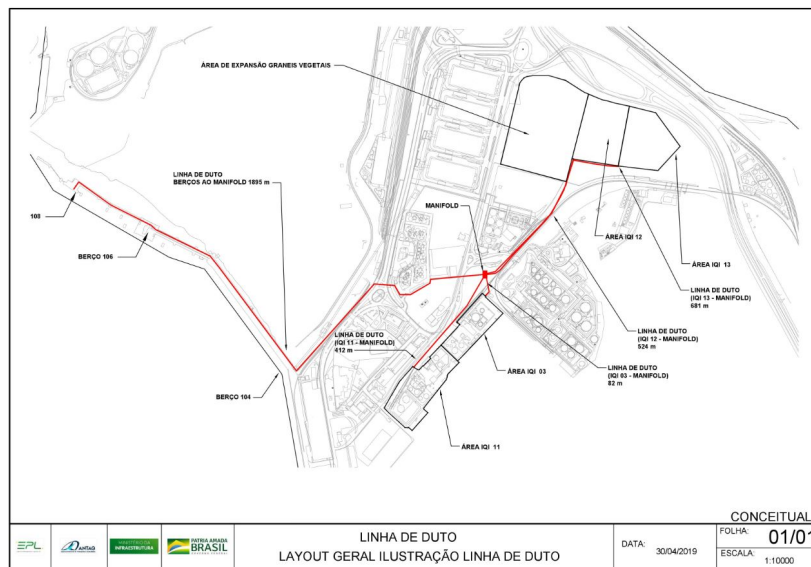 ÁREA DE EXPANSÃO GRANEIS VEGETAIS
LINHA DE DUTO
BERÇOS AO MANIFOLD 1895 m
108
BERÇO 106
MANIFOLD
ÁREA IQI 12
ÁREA IQI 13
LINHA DE DUTO
(IQI 13 - MANIFOLD)
681 m
LINHA DE DUTO
(IQI 12 - MANIFOLD)
524 m
LINHA DE DUTO
(IQI 11 - MANIFOLD)
412 m
LINHA DE DUTO
(IQI 03 - MANIFOLD)
82 m
ÁREA IQI 03
BERÇO 104
ÁREA IQI 11
CONCEITUAL
EPL
ANTAQ
MINISTÉRIO DA
INFRAESTRUTURA
PÁTRIA AMADA
BRASIL
LINHA DE DUTO
LAYOUT GERAL ILUSTRAÇÃO LINHA DE DUTO
DATA:
30/04/2019
FOLHA:
01/01
ESCALA:
1:10000